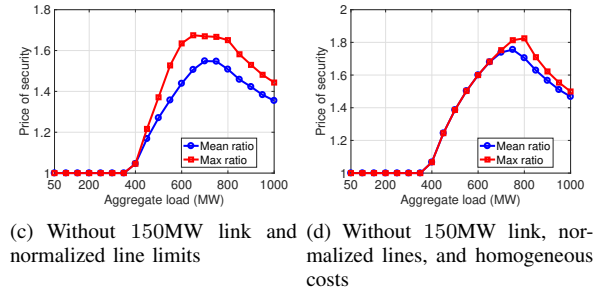 1.8
1.6
1.4
1.2
1
Price of security
Mean ratio
Max ratio
50 200 400 600 800 1000
Aggregate load (MW)
2
1.8
1.6
1.4
1.2
1
Price of security
Mean ratio
Max ratio
50 200 400 600 800 1000
Aggregate load (MW)
(c) Without 150MW link and
normalized line limits
(d) Without 150MW link, nor-
malized lines, and homogeneous
costs